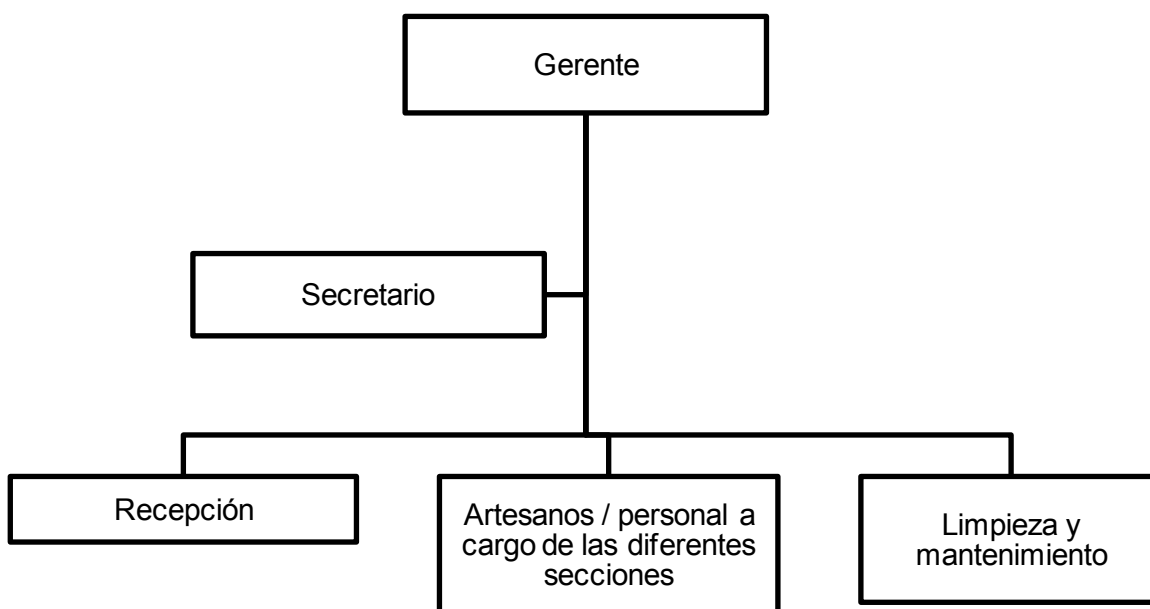 Gerente
Secretario
Recepción
Artesanos / personal a
cargo de las diferentes
secciones
Limpieza y
mantenimiento